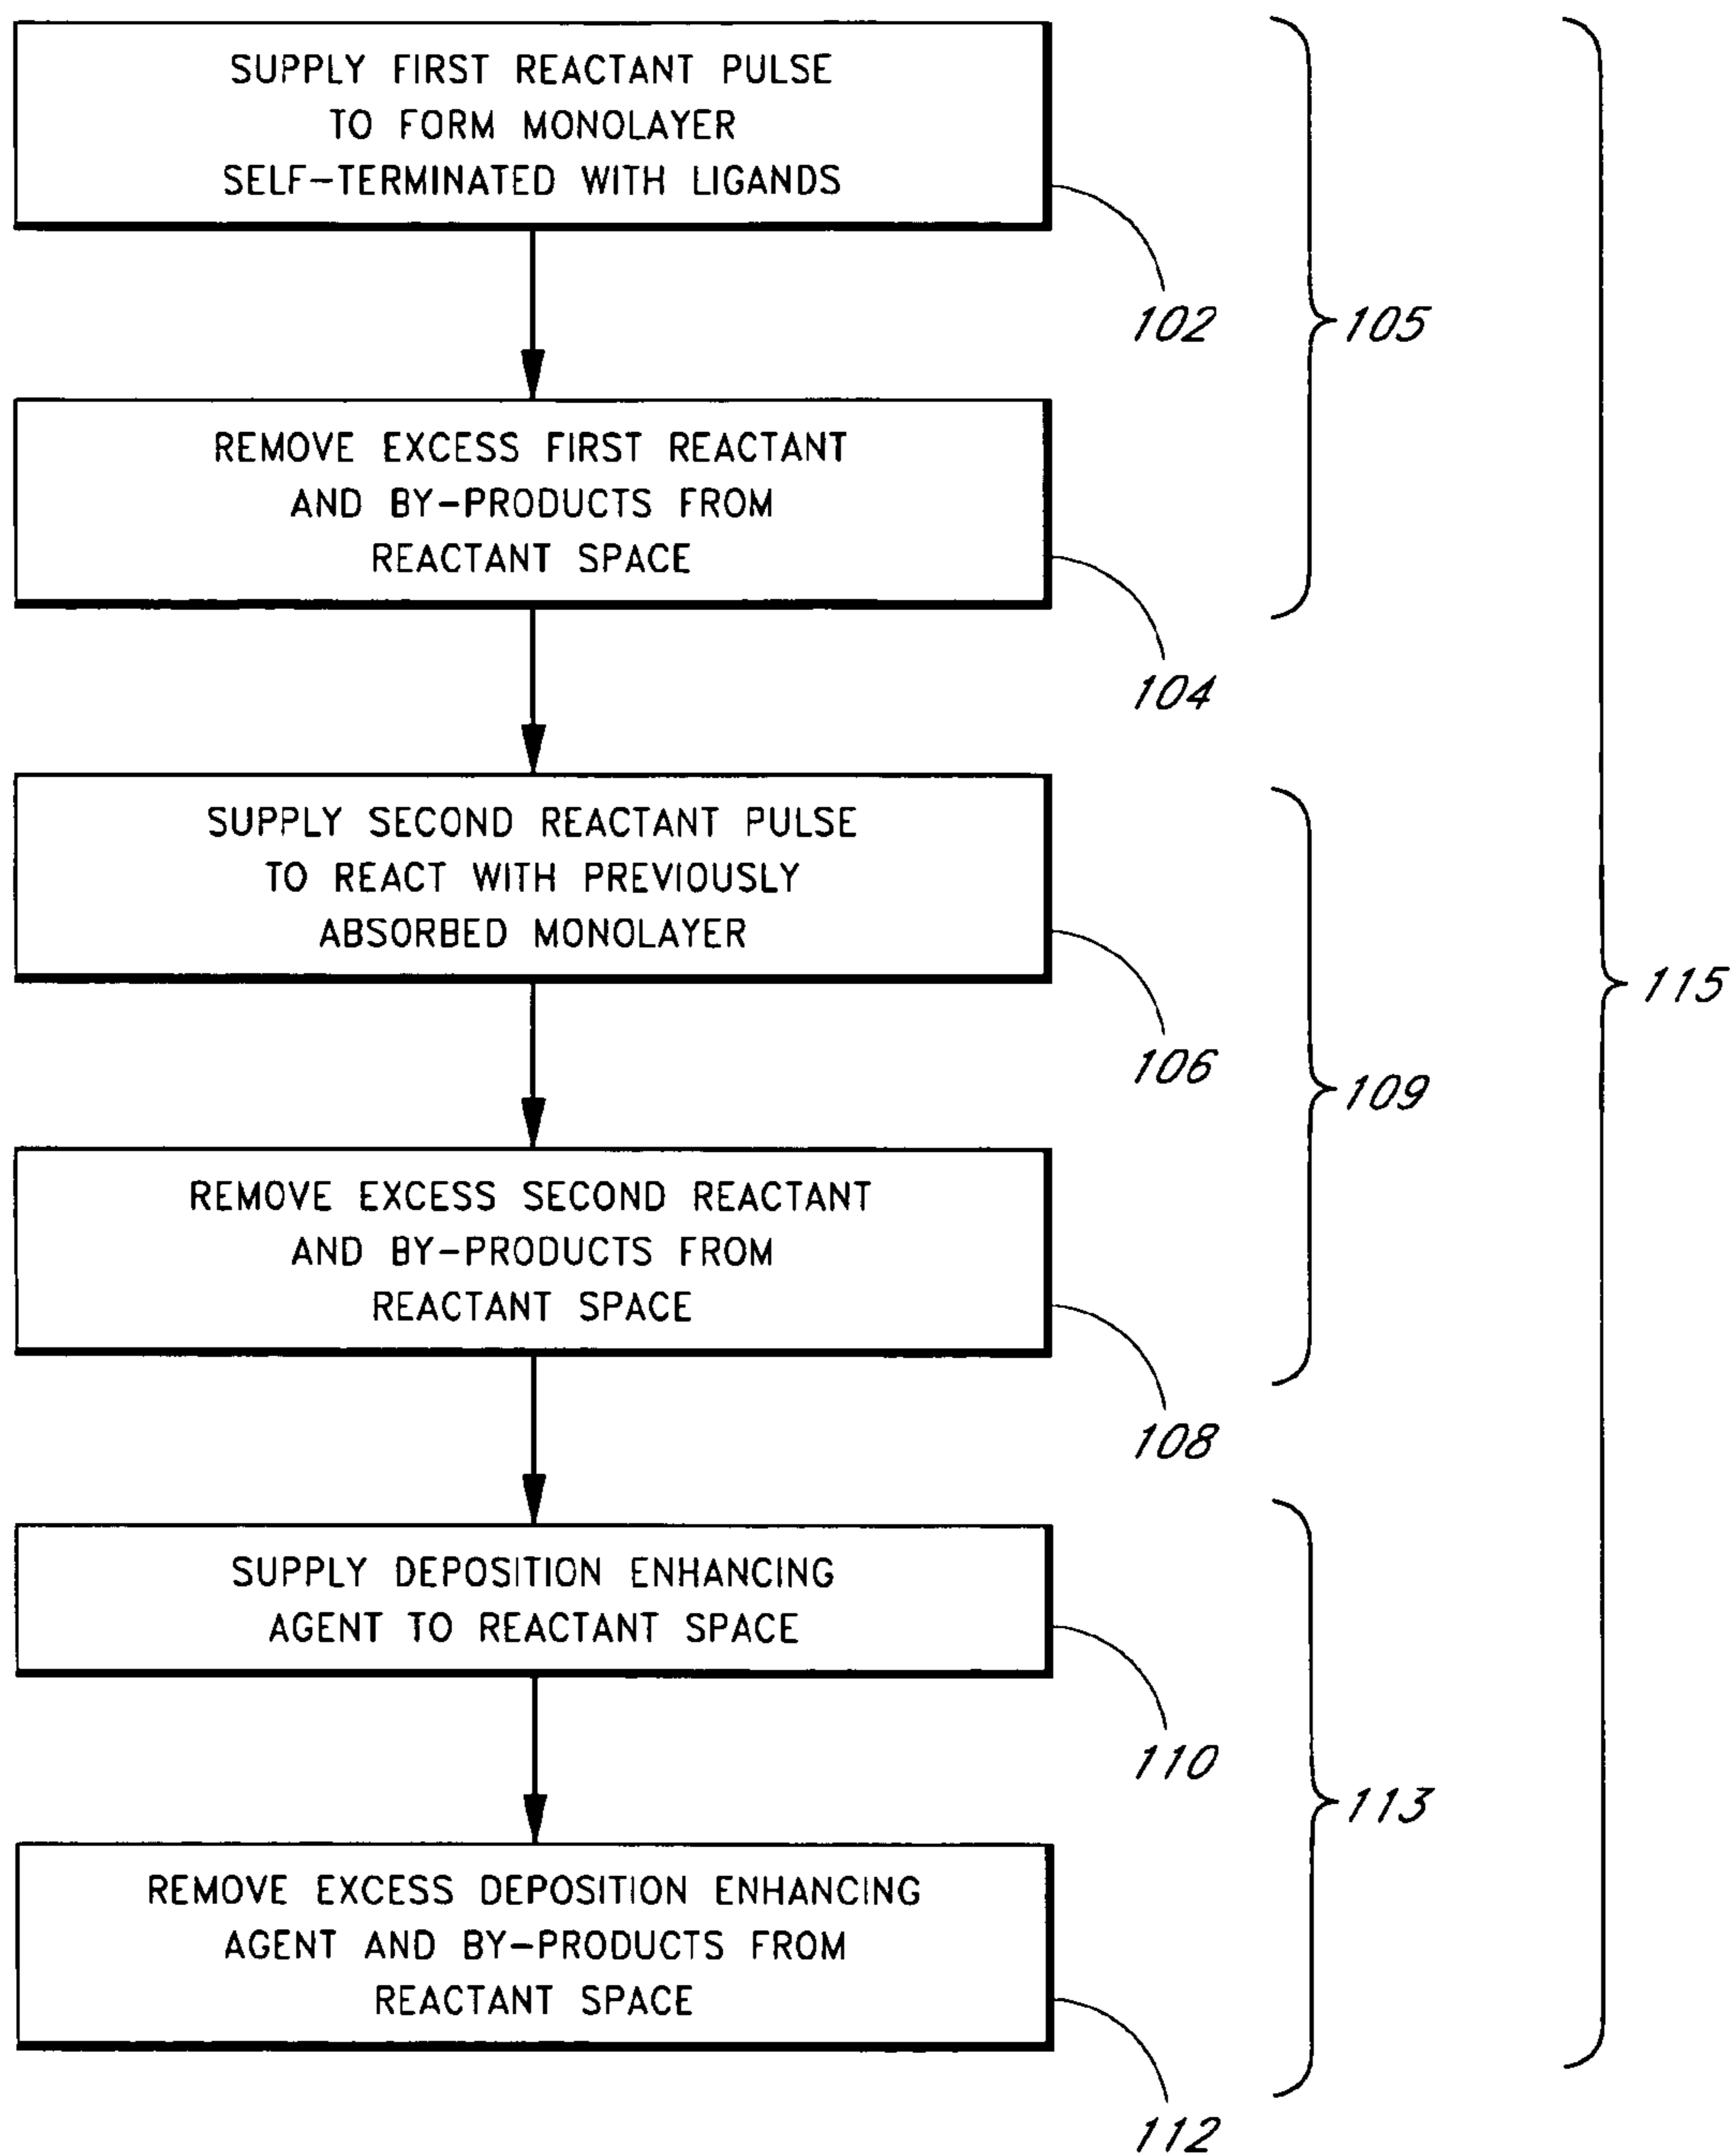 SUPPLY FIRST REACTANT PULSE
TO FORM MONOLAYER
SELF-TERMINATED WITH LIGANDS
102
105
REMOVE EXCESS FIRST REACTANT
AND BY-PRODUCTS FROM
REACTANT SPACE
104
SUPPLY SECOND REACTANT PULSE
TO REACT WITH PREVIOUSLY
ABSORBED MONOLAYER
106
109
115
REMOVE EXCESS SECOND REACTANT
AND BY-PRODUCTS FROM
REACTANT SPACE
108
SUPPLY DEPOSITION ENHANCING
AGENT TO REACTANT SPACE
110
113
REMOVE EXCESS DEPOSITION ENHANCING
AGENT AND BY-PRODUCTS FROM
REACTANT SPACE
112